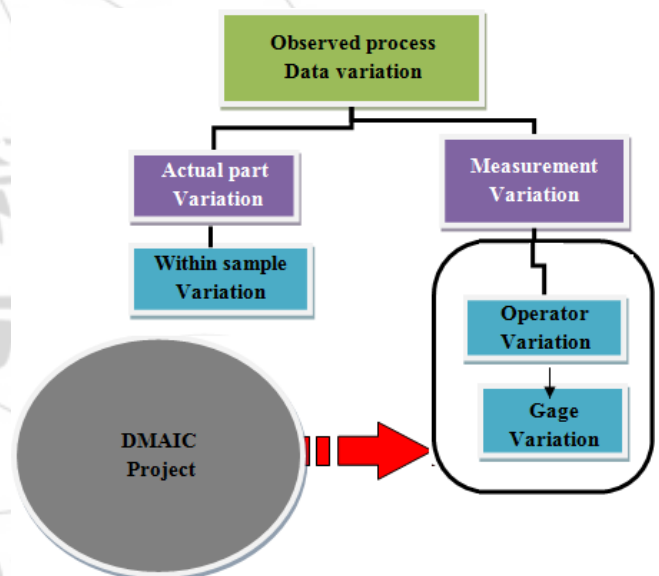 Observed process
Data variation
Actual part
Variation
Measurement
Variation
Within sample
Variation
Operator
Variation
Gage
Variation
DMAIC
Project